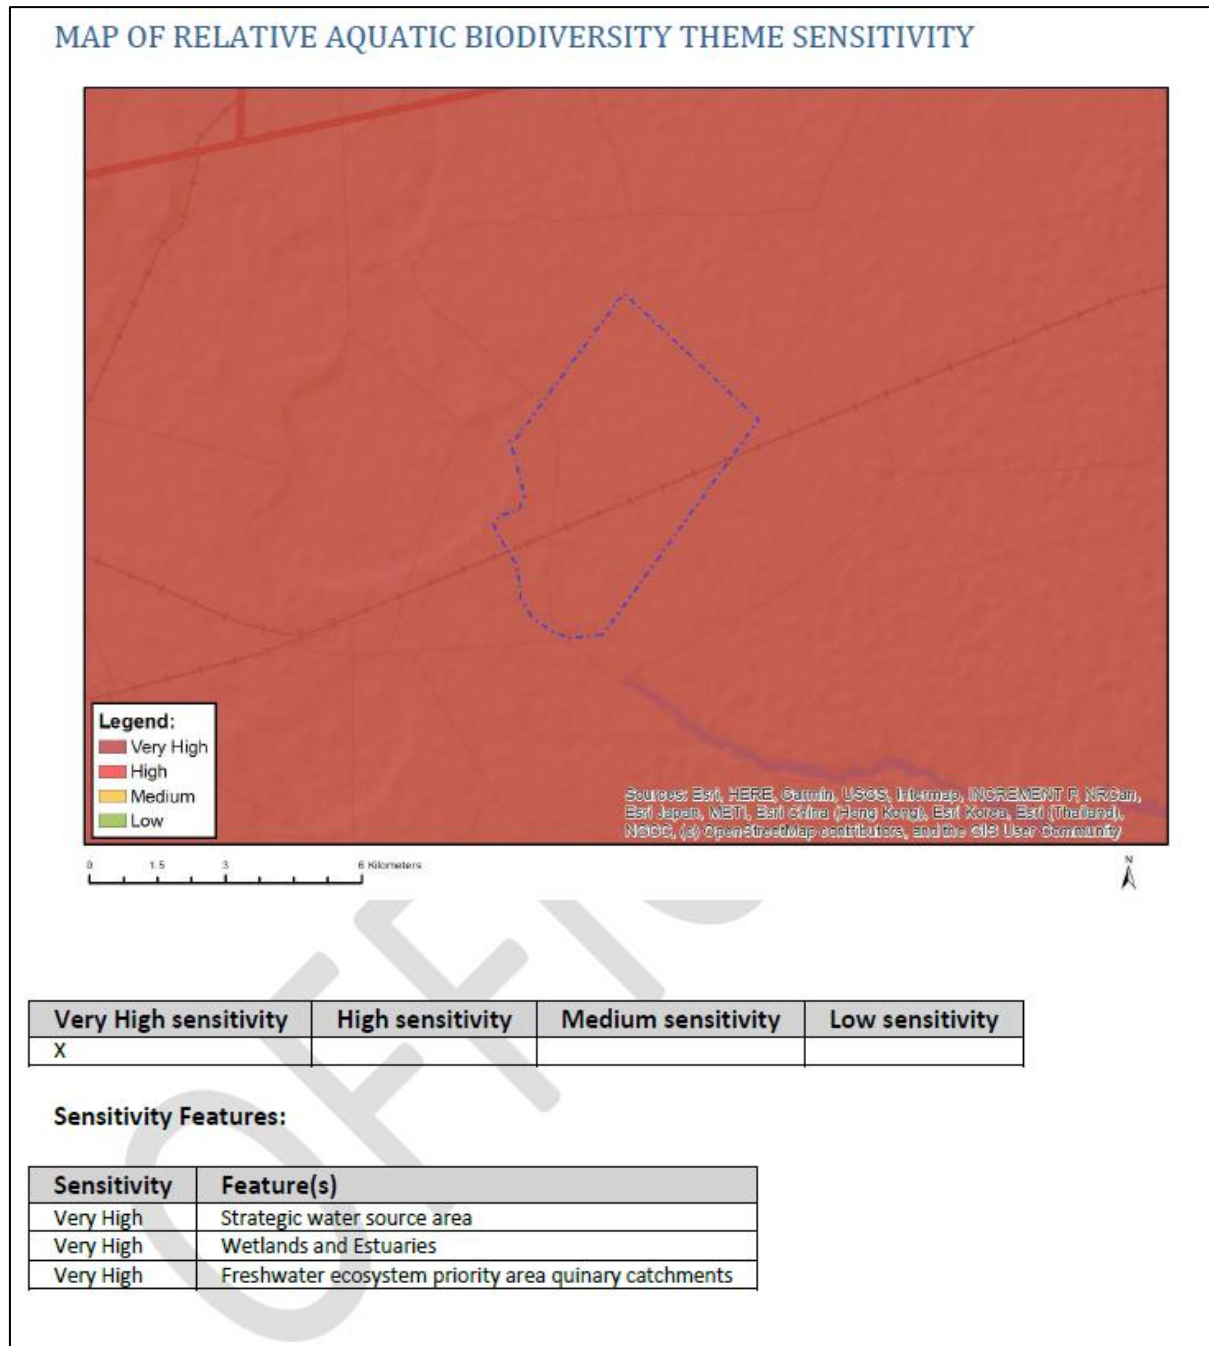 MAP OF RELATIVE AQUATIC BIODIVERSITY THEME SENSITIVITY
Legend:
Very High
High
Medium
Low
Sources: Esri, HERE, Garmin, USGS, Intermap, INCREMENT P, NRCan,
Esri Japan, METI, Esri China (Hong Kong), Esri Korea, Esri (Thailand),
NGCC, (c) OpenStreetMap contributors, and the GIS User Community
0 1.5 3 6 Kilometers
N
Very High sensitivity High sensitivity Medium sensitivity Low sensitivity
X
Sensitivity Features:
Sensitivity Feature(s)
Very High Strategic water source area
Very High Wetlands and Estuaries
Very High Freshwater ecosystem priority area quinary catchments